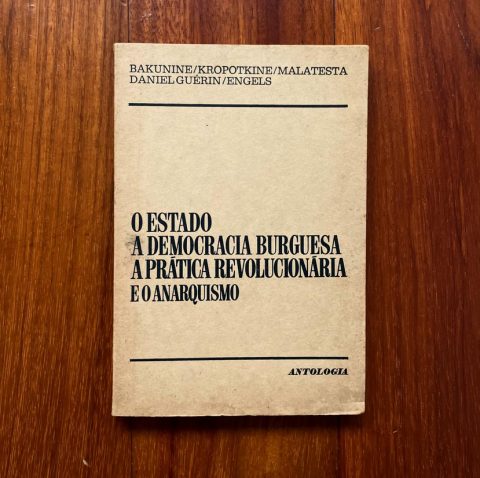 BAKUNINE/KROPOTKINE/MALATESTA
DANIEL GUÉRIN/ENGELS
O ESTADO
A DEMOCRACIA BURGUESA
A PRÁTICA REVOLUCIONÁRIA
E O ANARQUISMO
ANTOLOGIA